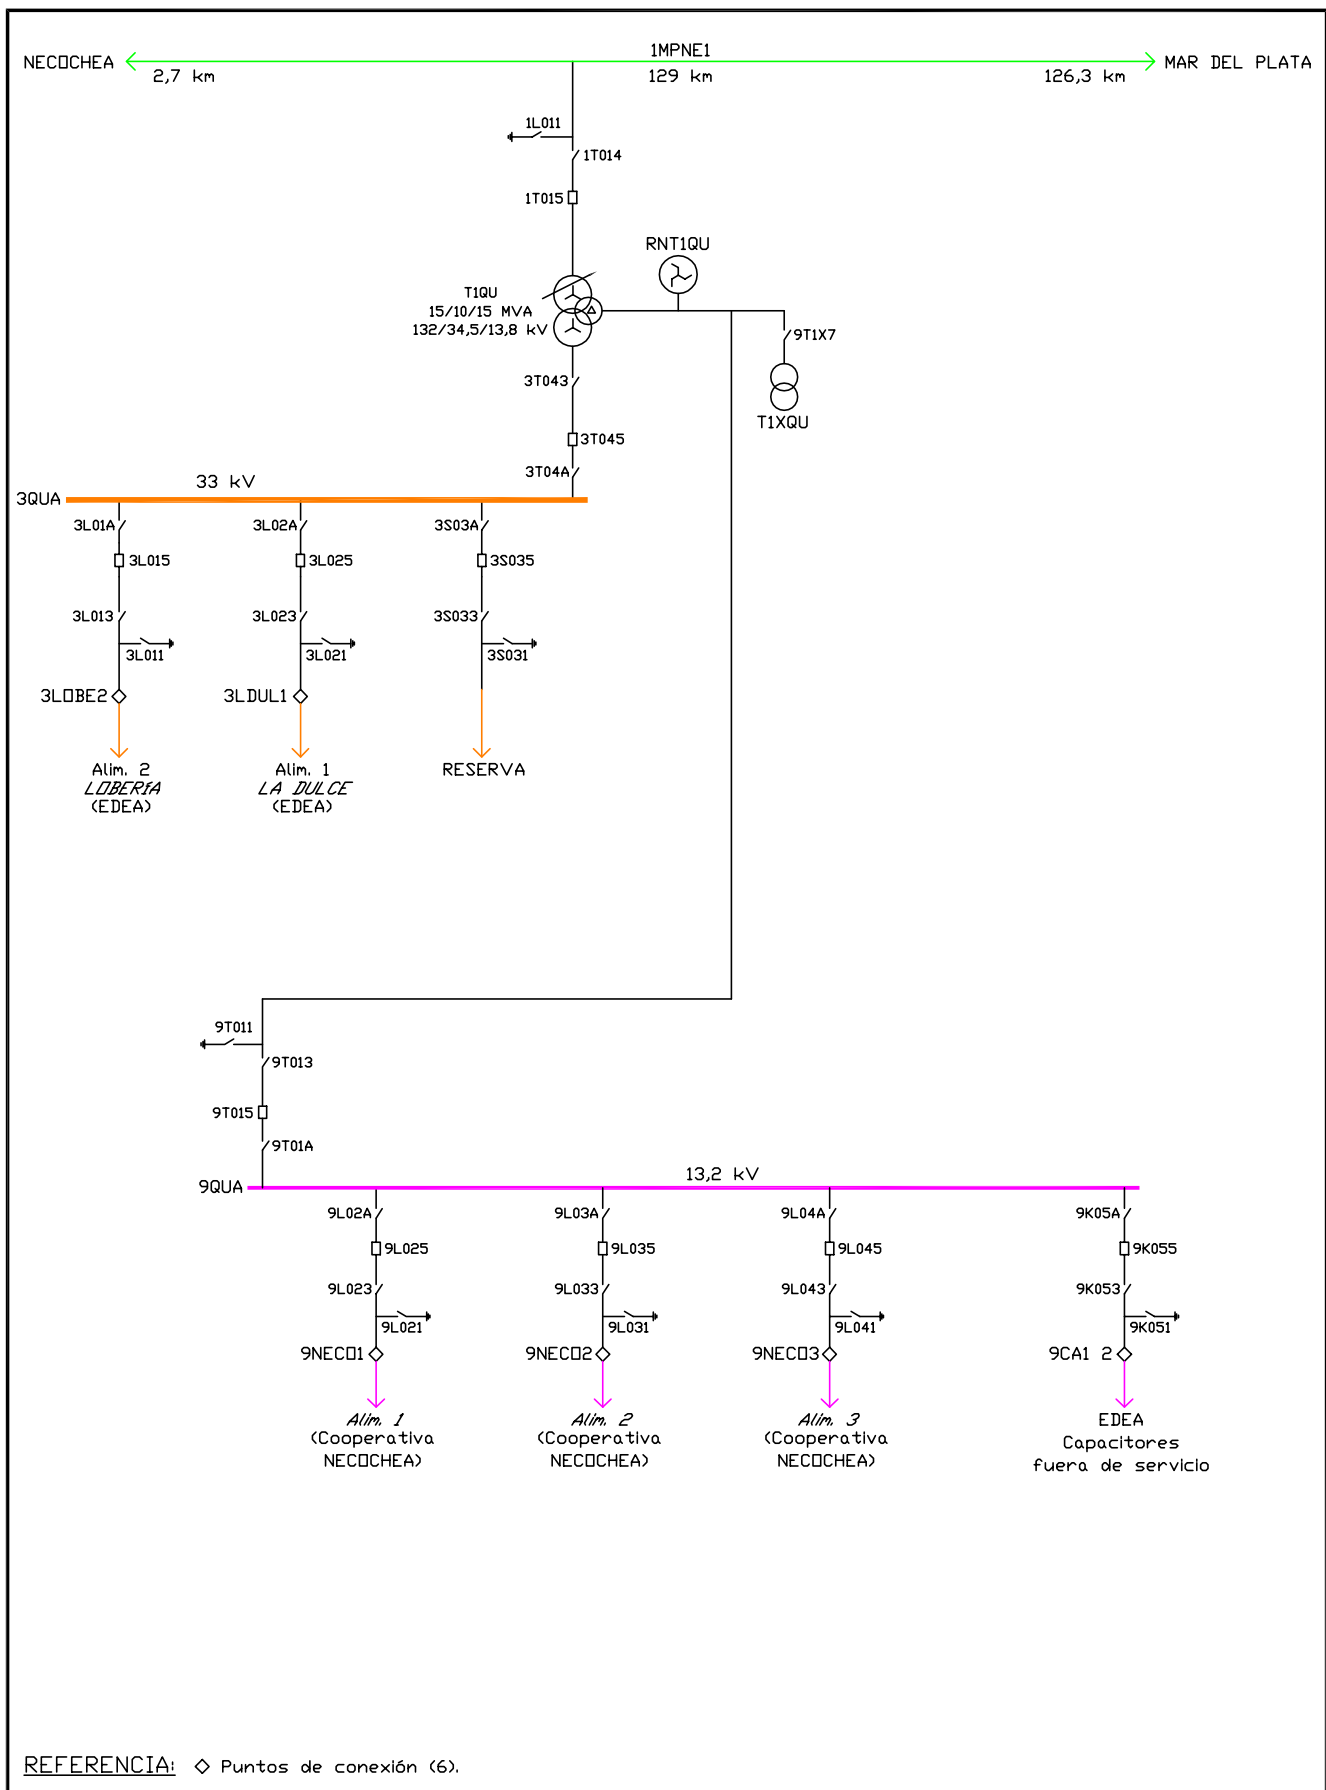 1MPNE1
NECOCHEA
MAR DEL PLATA
2,7 km
129 km
126,3 km
1L011
1T014
1T015
RNT1QU
T1QU
15/10/15 MVA
132/34,5/13,8 kV
9T1X7
3T043
T1XQU
3T045
3T04A
33 kV
3QUA
3L01A
3L02A
3S03A
3L015
3L025
3S035
3L013
3L023
3S033
3L011
3L021
3S031
3LOBE2
3LDUL1
Alim. 2
LOBERÍA
(EDEA)
Alim. 1
LA DULCE
(EDEA)
RESERVA
9T011
9T013
9T015
9T01A
13,2 kV
9QUA
9L02A
9L03A
9L04A
9K05A
9L025
9L035
9L045
9K055
9L023
9L033
9L043
9K053
9L021
9L031
9L041
9K051
9NECO1
9NECO2
9NECO3
9CA1 2
Alim. 1
(Cooperativa
NECOCHEA)
Alim. 2
(Cooperativa
NECOCHEA)
Alim. 3
(Cooperativa
NECOCHEA)
EDEA
Capacitores
fuera de servicio
REFERENCIA: Puntos de conexión (6).